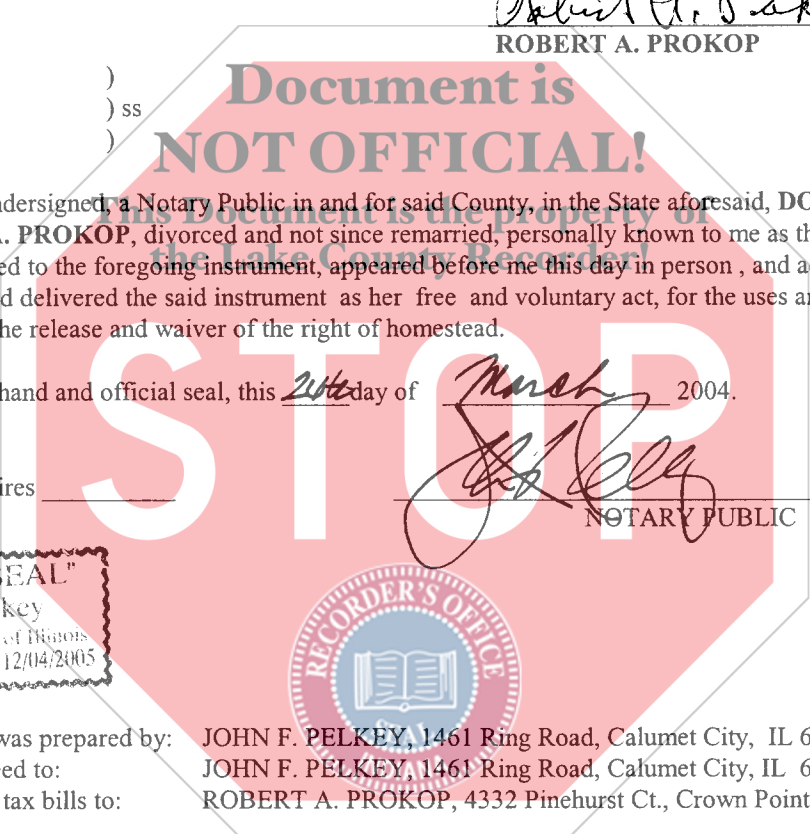 ROBERT A. PROKOP
)
) ss
)
Document is
NOT OFFICIAL!
This Document is the property of
the Lake County Recorder!
ndersigned, a Notary Public in and for said County, in the State aforesaid, DO
A. PROKOP, divorced and not since remarried, personally known to me as th
ed to the foregoing instrument, appeared before me this day in person , and a
d delivered the said instrument as her free and voluntary act, for the uses a
he release and waiver of the right of homestead.
STOP
hand and official seal, this day of March 2004.
ires
NOTARY PUBLIC
SEAL"
key
of Illinois
12/04/2005
RECORDER'S OFFICE
SEAL
was prepared by: JOHN F. PELKEY, 1461 Ring Road, Calumet City, IL 6
ed to: JOHN F. PELKEY, 1461 Ring Road, Calumet City, IL 6
tax bills to: ROBERT A. PROKOP, 4332 Pinehurst Ct., Crown Point